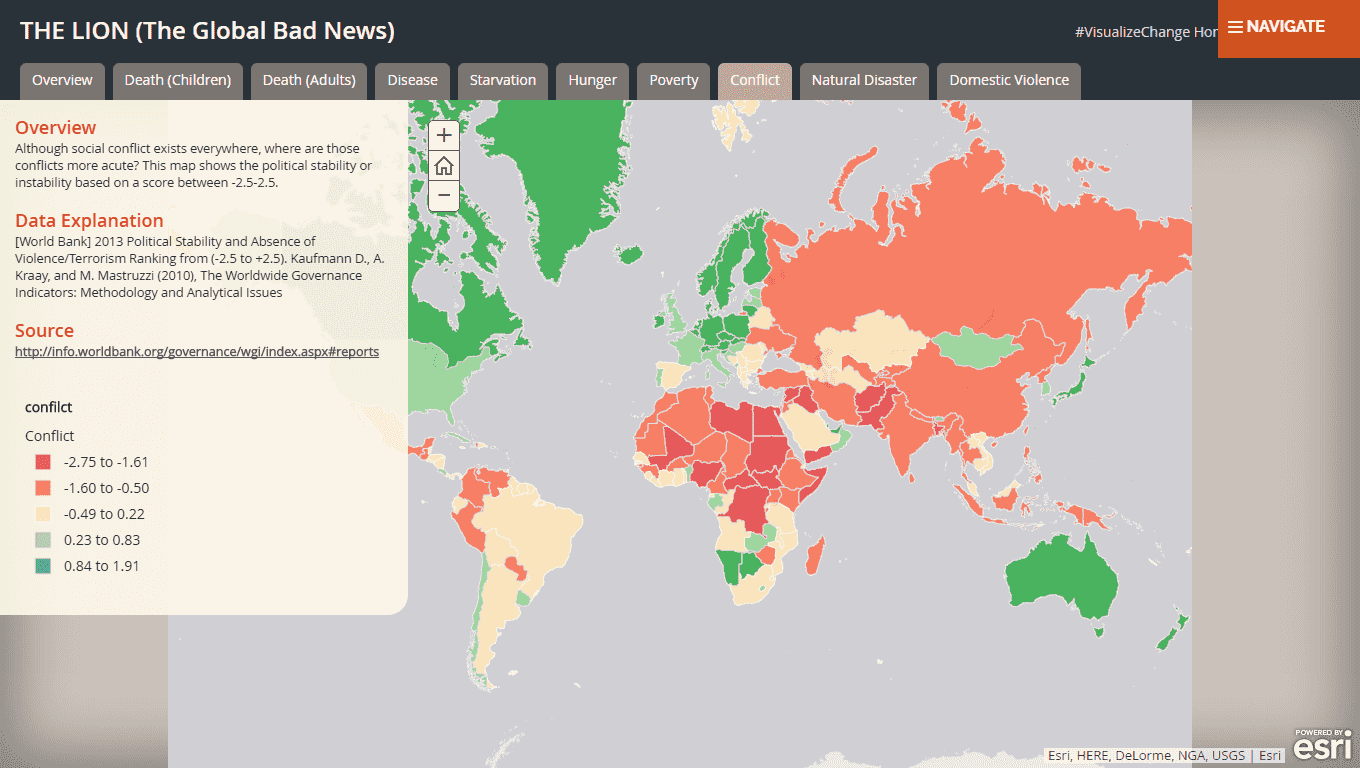 THE LION (The Global Bad News)
#VisualizeChange Hor
NAVIGATE
Overview
Death (Children)
Death (Adults)
Disease
Starvation
Hunger
Poverty
Conflict
Natural Disaster
Domestic Violence
Overview
Although social conflict exists everywhere, where are those
conflicts more acute? This map shows the political stability or
instability based on a score between -2.5-2.5.
Data Explanation
[World Bank] 2013 Political Stability and Absence of
Violence/Terrorism Ranking from (-2.5 to +2.5). Kaufmann D., A.
Kraay, and M. Mastruzzi (2010), The Worldwide Governance
Indicators: Methodology and Analytical Issues
Source
http://info.worldbank.org/governance/wgi/index.aspx#reports
conflict
Conflict
-2.75 to -1.61
-1.60 to -0.50
-0.49 to 0.22
0.23 to 0.83
0.84 to 1.91
Esri, HERE, DeLorme, NGA, USGS | Esri
POWERED BY
esri